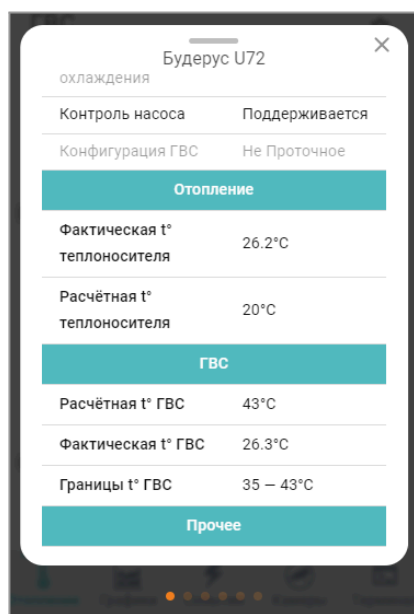 ГВС
Будерус U72
охлаждения
Контроль насоса Поддерживается
Конфигурация ГВС Не Проточное
Отопление
Фактическая t°
теплоносителя
26.2°C
Расчётная t°
теплоносителя
20°C
ГВС
Расчётная t° ГВС 43°C
Фактическая t° ГВС 26.3°C
Границы t° ГВС 35 – 43°C
Прочее